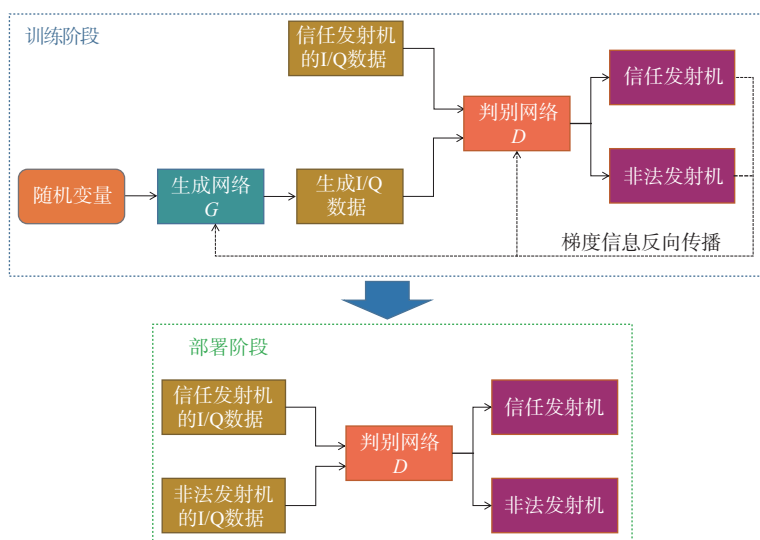 训练阶段
信任发射机
的I/Q数据
判别网络
D
信任发射机
非法发射机
随机变量
生成网络
G
生成I/Q
数据
梯度信息反向传播
部署阶段
信任发射机
的I/Q数据
非法发射机
的I/Q数据
判别网络
D
信任发射机
非法发射机